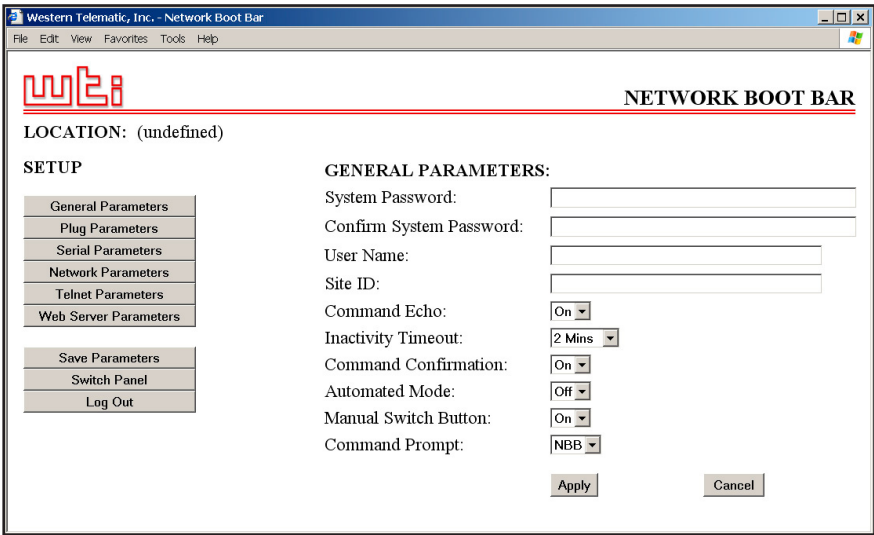 Western Telematic, Inc. - Network Boot Bar
File Edit View Favorites Tools Help
wti
NETWORK BOOT BAR
LOCATION: (undefined)
SETUP
General Parameters
Plug Parameters
Serial Parameters
Network Parameters
Telnet Parameters
Web Server Parameters
Save Parameters
Switch Panel
Log Out
GENERAL PARAMETERS:
System Password:
Confirm System Password:
User Name:
Site ID:
Command Echo: On
Inactivity Timeout: 2 Mins
Command Confirmation: On
Automated Mode: Off
Manual Switch Button: On
Command Prompt: NBB
Apply Cancel